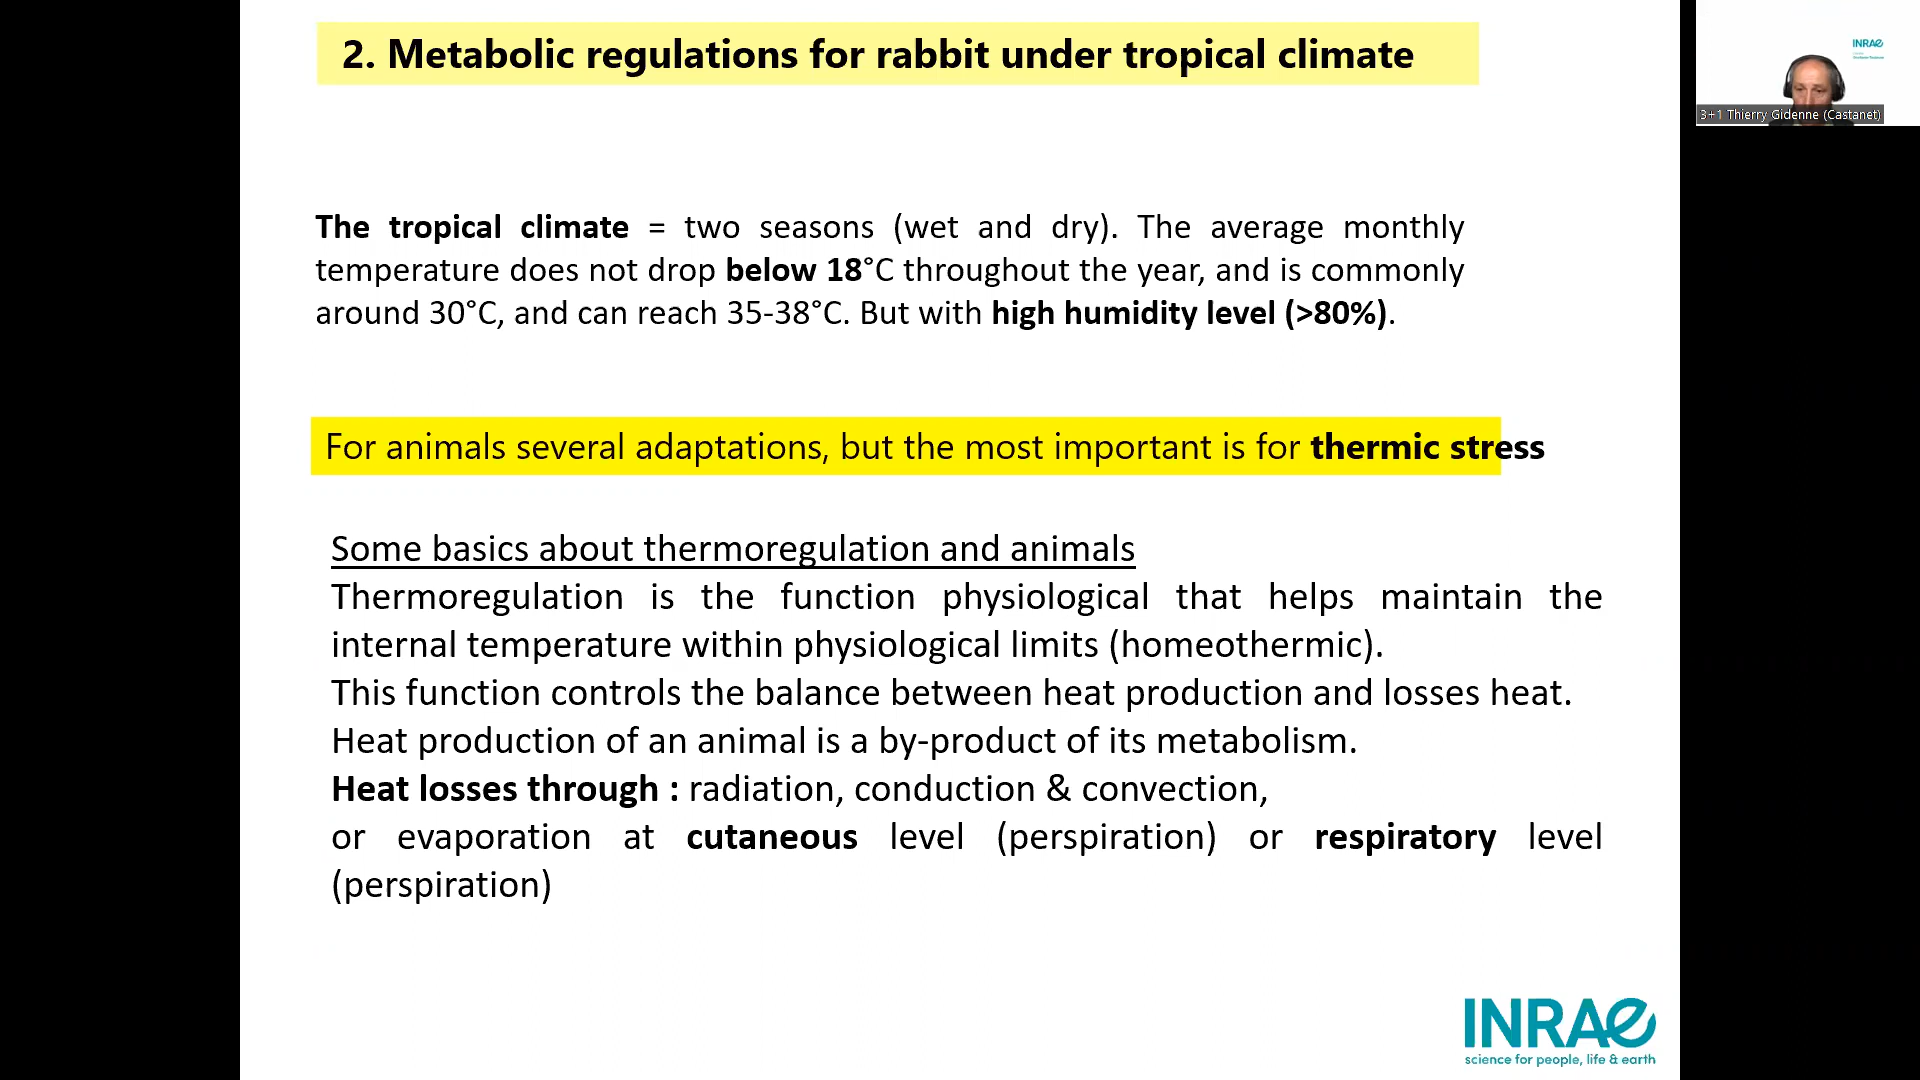 2. Metabolic regulations for rabbit under tropical climate
INRAE
3+1 Thierry Gidenne (Castanet)
The tropical climate = two seasons (wet and dry). The average monthly
temperature does not drop below 18°C throughout the year, and is commonly
around 30°C, and can reach 35-38°C. But with high humidity level (>80%).
For animals several adaptations, but the most important is for thermic stress
Some basics about thermoregulation and animals
Thermoregulation is the function physiological that helps maintain the
internal temperature within physiological limits (homeothermic).
This function controls the balance between heat production and losses heat.
Heat production of an animal is a by-product of its metabolism.
Heat losses through : radiation, conduction & convection,
or evaporation at cutaneous level (perspiration) or respiratory level
(perspiration)
INRAE
science for people, life & earth